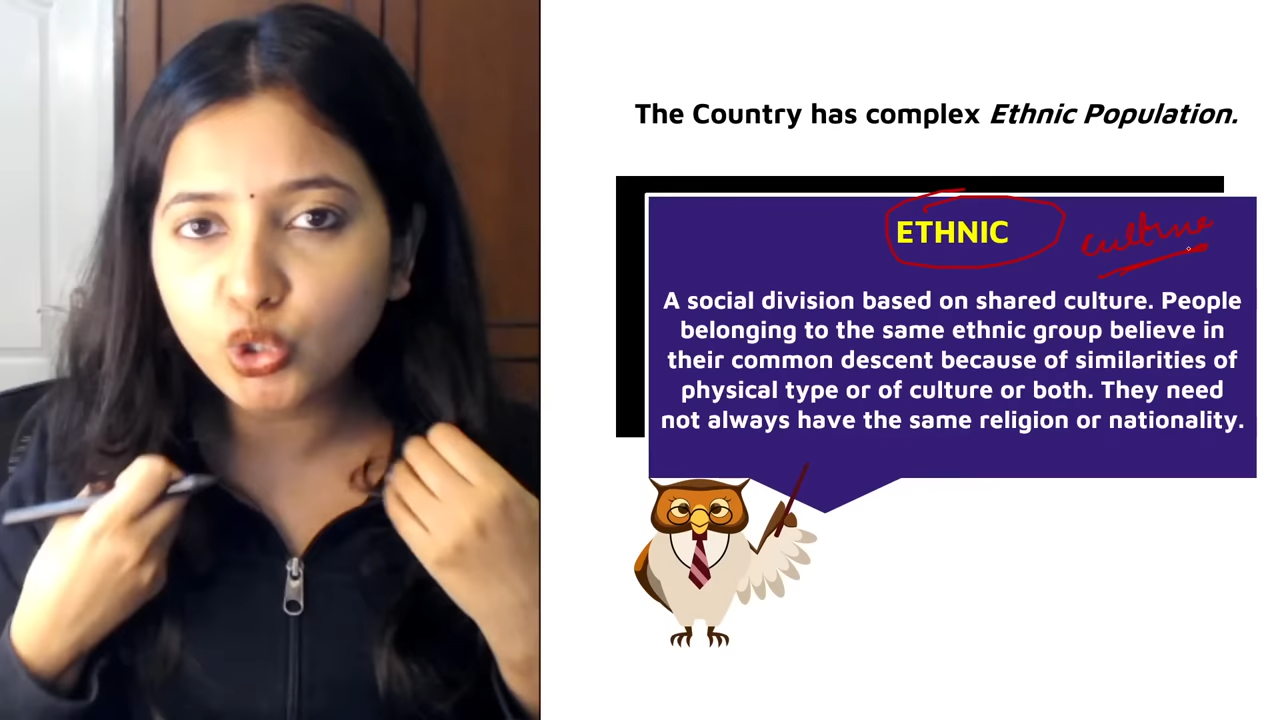 The Country has complex Ethnic Population.
ETHNIC
culture
A social division based on shared culture. People
belonging to the same ethnic group believe in
their common descent because of similarities of
physical type or of culture or both. They need
not always have the same religion or nationality.